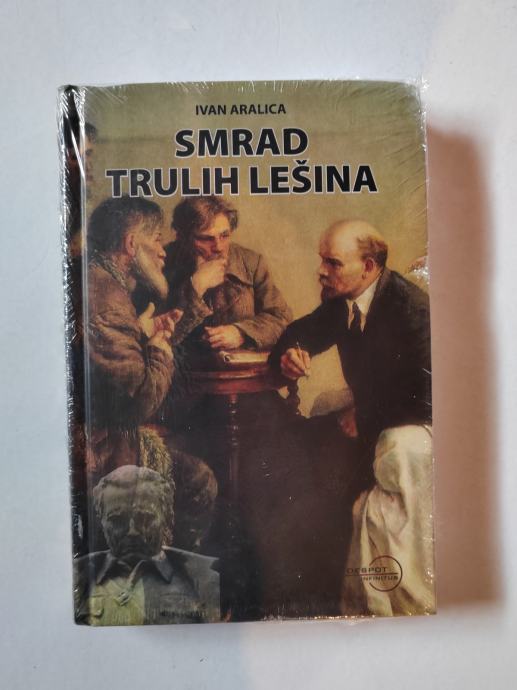 IVAN ARALICA
SMRAD
TRULIH LEŠINA
DESPOT
INFINITUS